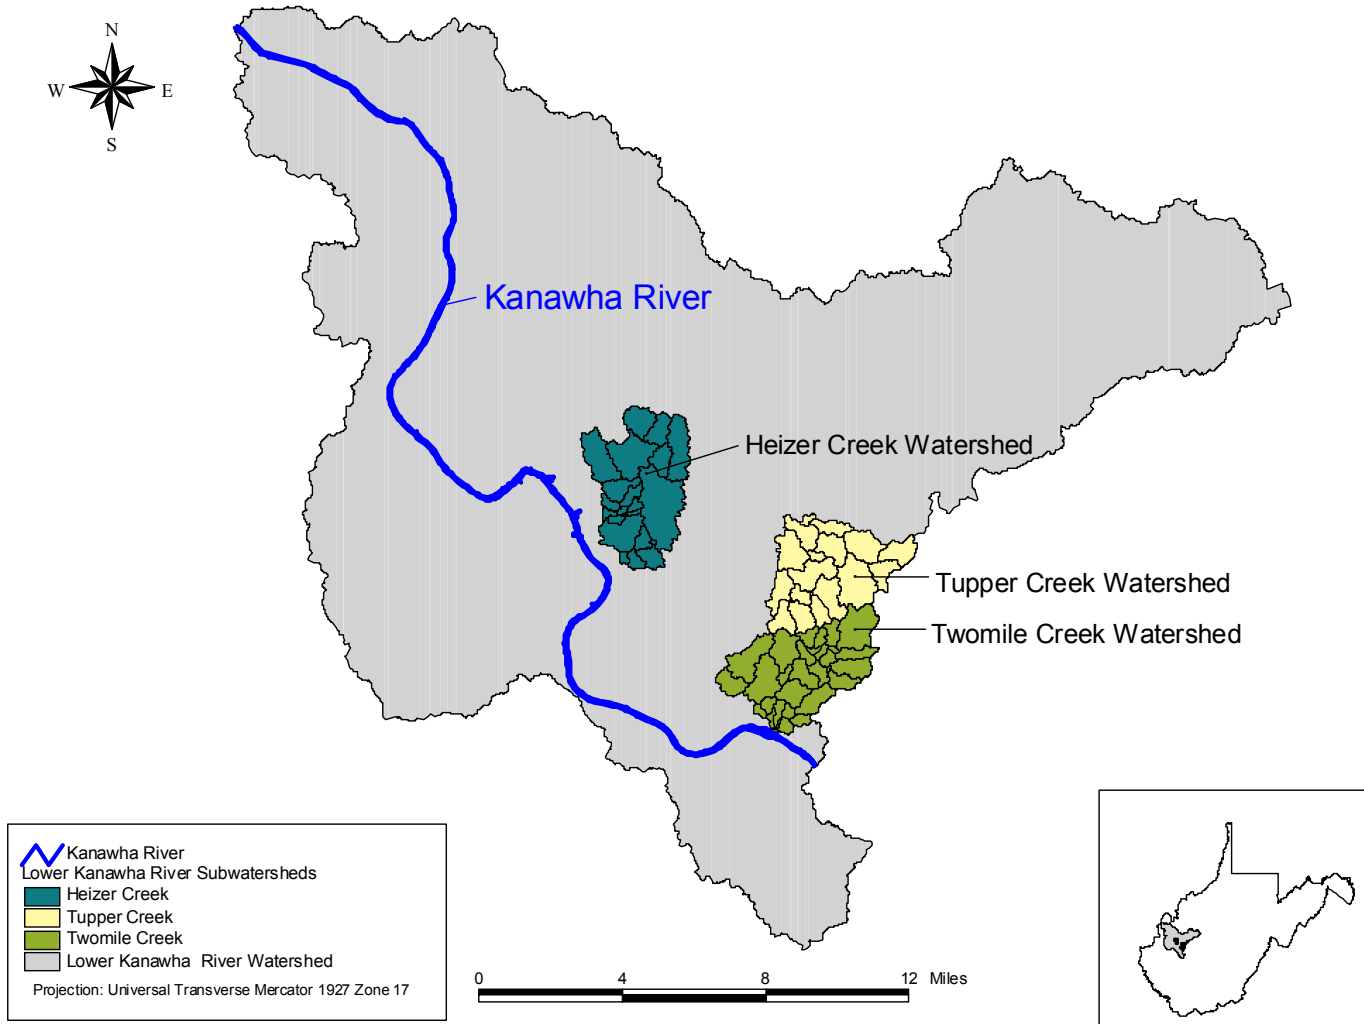 N
W E
S
Kanawha River
Heizer Creek Watershed
Tupper Creek Watershed
Twomile Creek Watershed
Kanawha River
Lower Kanawha River Subwatersheds
Heizer Creek
Tupper Creek
Twomile Creek
Lower Kanawha River Watershed
Projection: Universal Transverse Mercator 1927 Zone 17
0 4 8 12 Miles